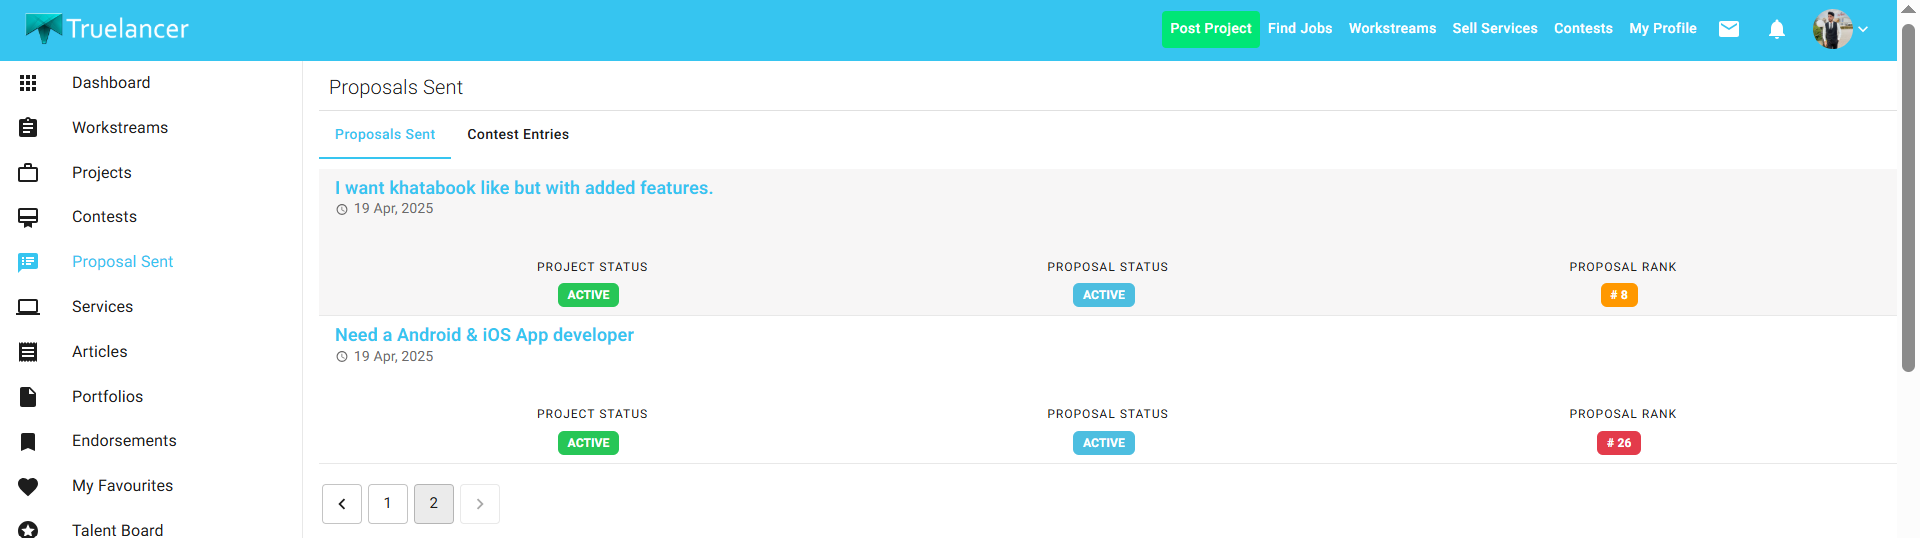 Truelancer
Post Project Find Jobs Workstreams Sell Services Contests My Profile
Dashboard
Workstreams
Projects
Contests
Proposal Sent
Services
Articles
Portfolios
Endorsements
My Favourites
Talent Board
Proposals Sent
Proposals Sent Contest Entries
I want khatabook like but with added features.
19 Apr, 2025
PROJECT STATUS PROPOSAL STATUS PROPOSAL RANK
ACTIVE ACTIVE # 8
Need a Android & iOS App developer
19 Apr, 2025
PROJECT STATUS PROPOSAL STATUS PROPOSAL RANK
ACTIVE ACTIVE # 26
1 2